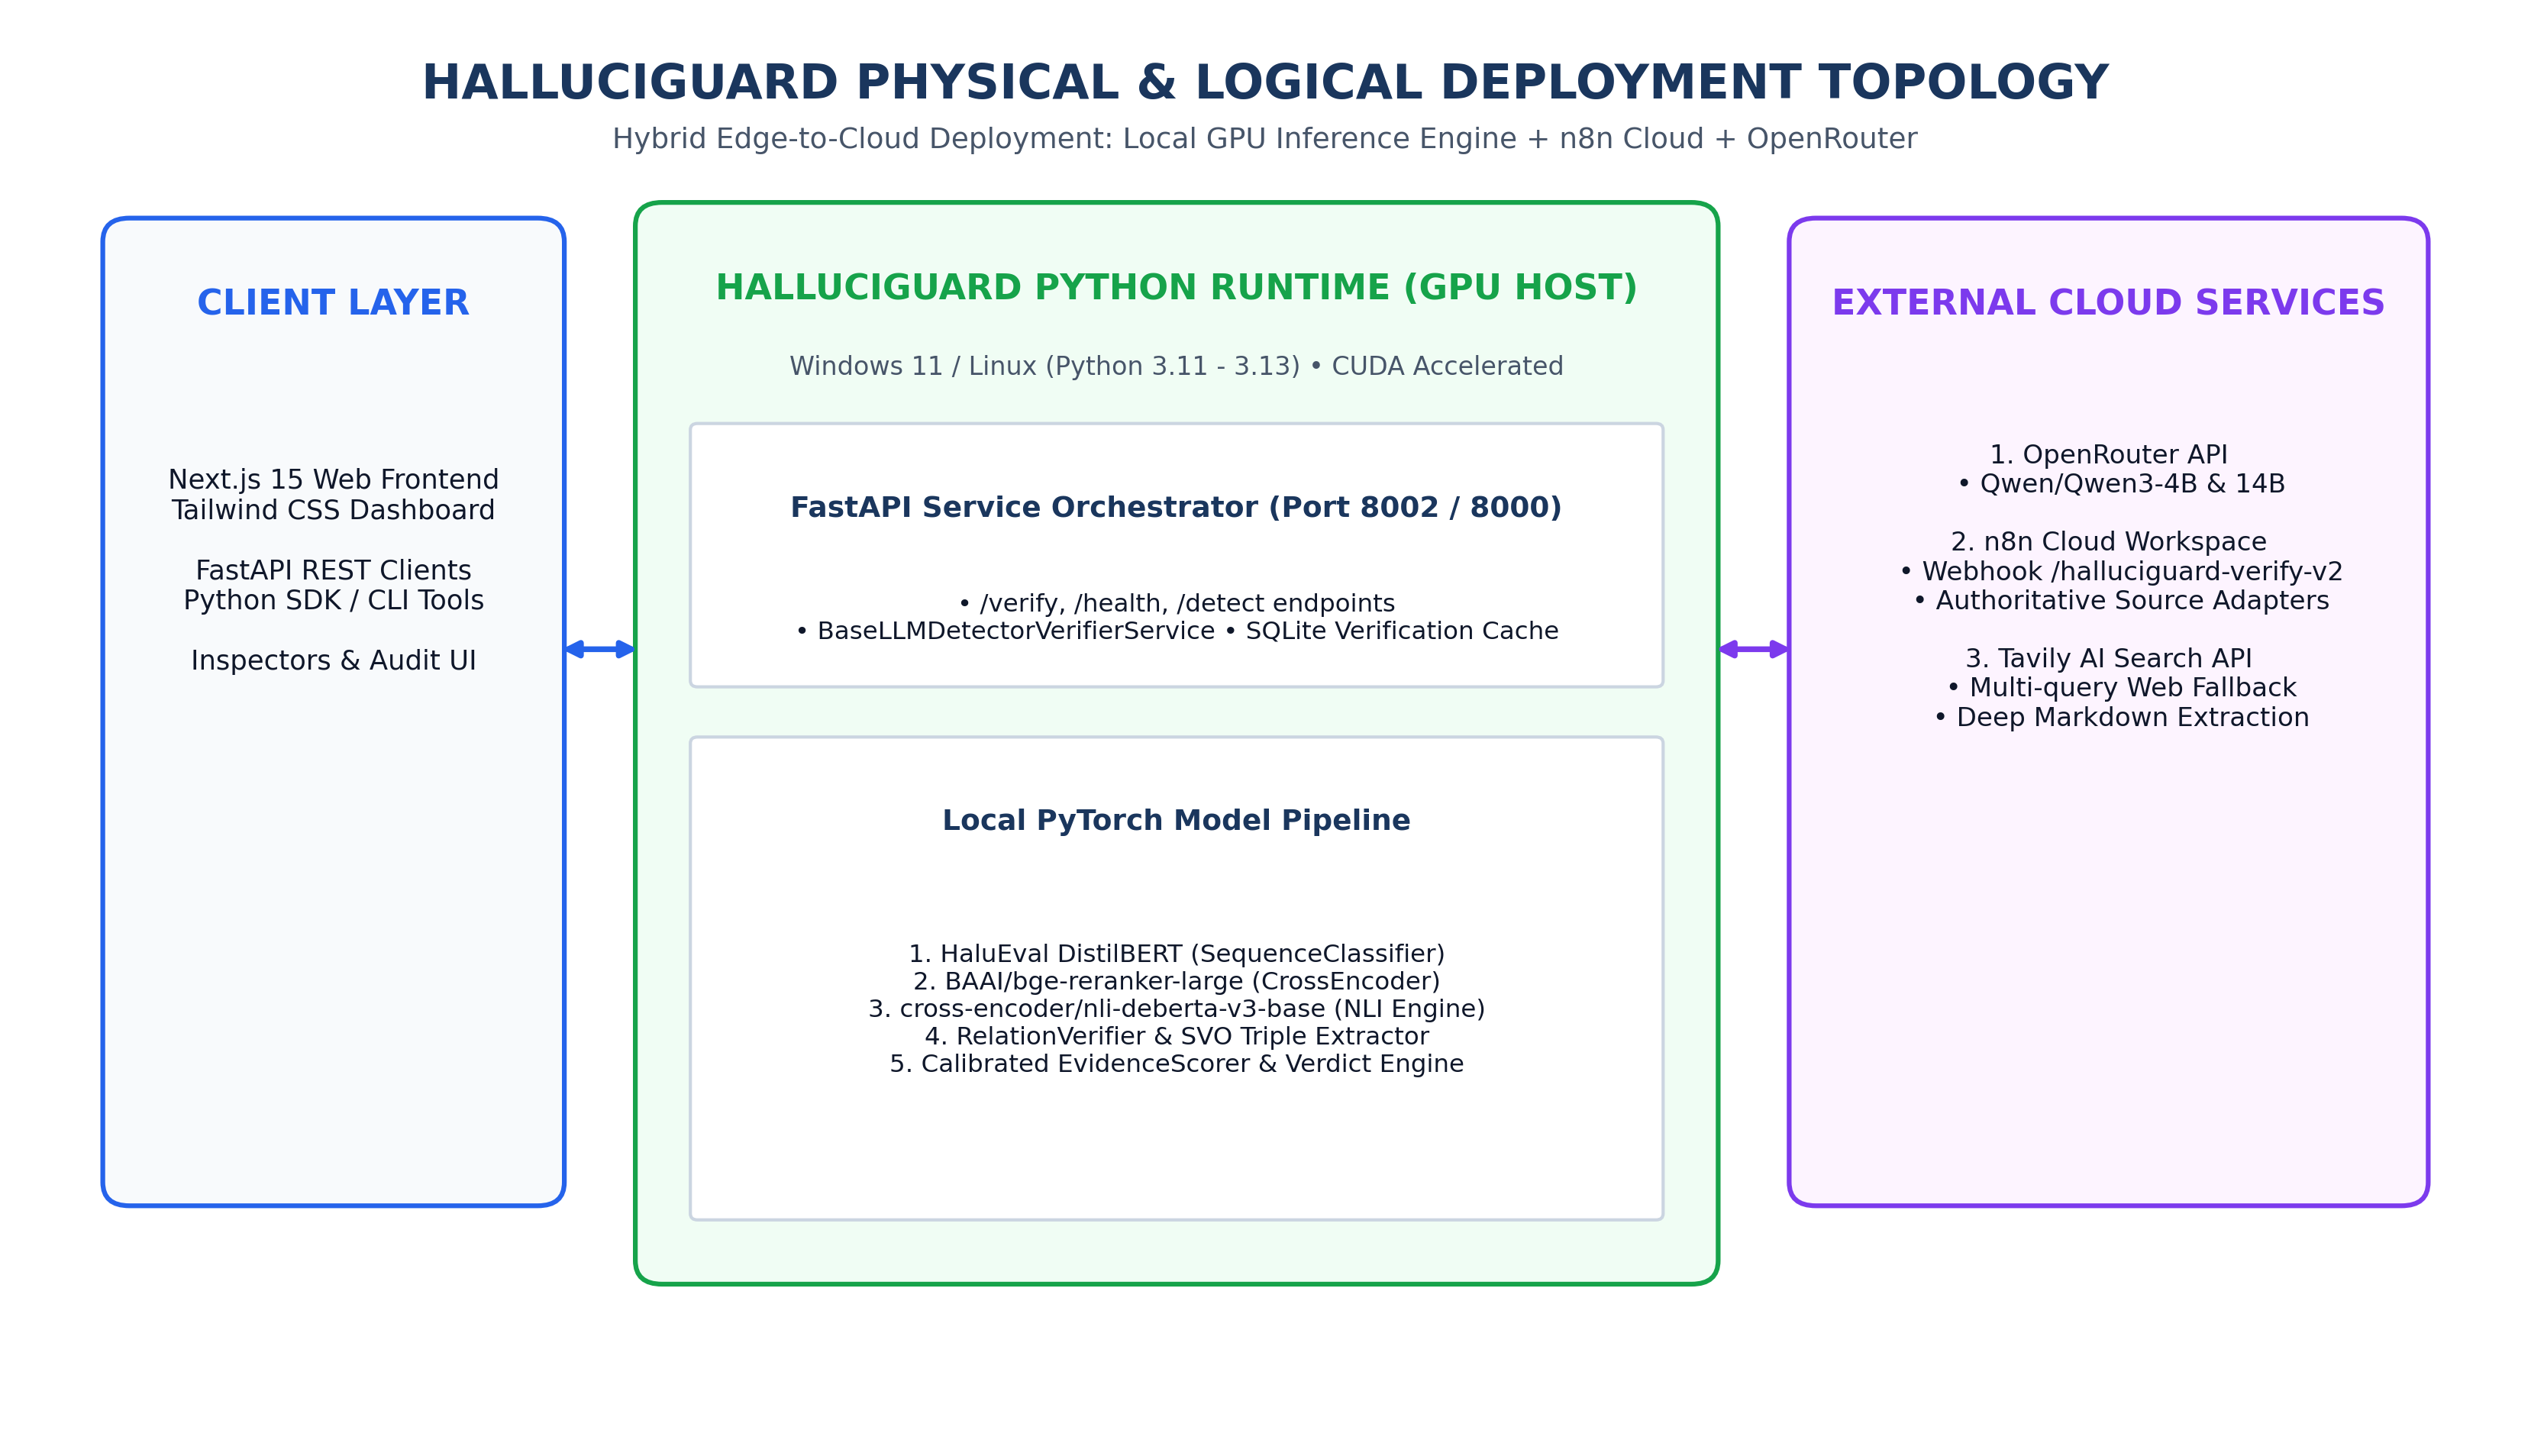 HALLUCIGUARD PHYSICAL & LOGICAL DEPLOYMENT TOPOLOGY
Hybrid Edge-to-Cloud Deployment: Local GPU Inference Engine + n8n Cloud + OpenRouter
CLIENT LAYER
Next.js 15 Web Frontend
Tailwind CSS Dashboard
FastAPI REST Clients
Python SDK / CLI Tools
Inspectors & Audit UI
HALLUCIGUARD PYTHON RUNTIME (GPU HOST)
Windows 11 / Linux (Python 3.11 - 3.13) • CUDA Accelerated
FastAPI Service Orchestrator (Port 8002 / 8000)
• /verify, /health, /detect endpoints
• BaseLLMDetectorVerifierService • SQLite Verification Cache
Local PyTorch Model Pipeline
1. HaluEval DistilBERT (SequenceClassifier)
2. BAAI/bge-reranker-large (CrossEncoder)
3. cross-encoder/nli-deberta-v3-base (NLI Engine)
4. RelationVerifier & SVO Triple Extractor
5. Calibrated EvidenceScorer & Verdict Engine
EXTERNAL CLOUD SERVICES
1. OpenRouter API
• Qwen/Qwen3-4B & 14B
2. n8n Cloud Workspace
• Webhook /halluciguard-verify-v2
• Authoritative Source Adapters
3. Tavily AI Search API
• Multi-query Web Fallback
• Deep Markdown Extraction